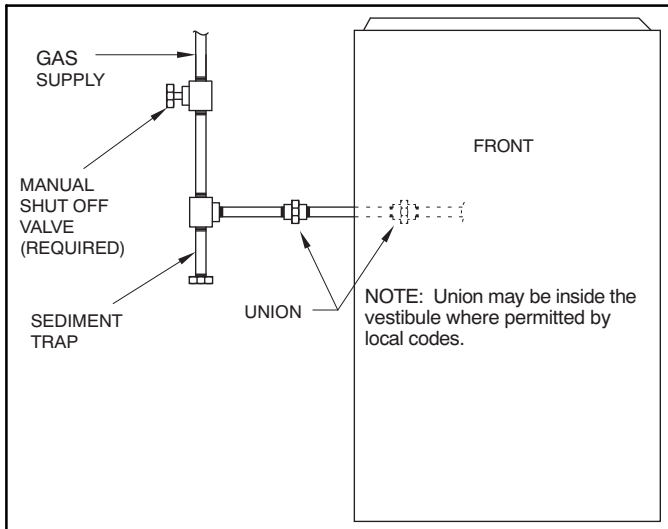 GAS
SUPPLY
MANUAL
SHUT OFF
VALVE
(REQUIRED)
SEDIMENT
TRAP
UNION
FRONT
NOTE: Union may be inside the
vestibule where permitted by
local codes.